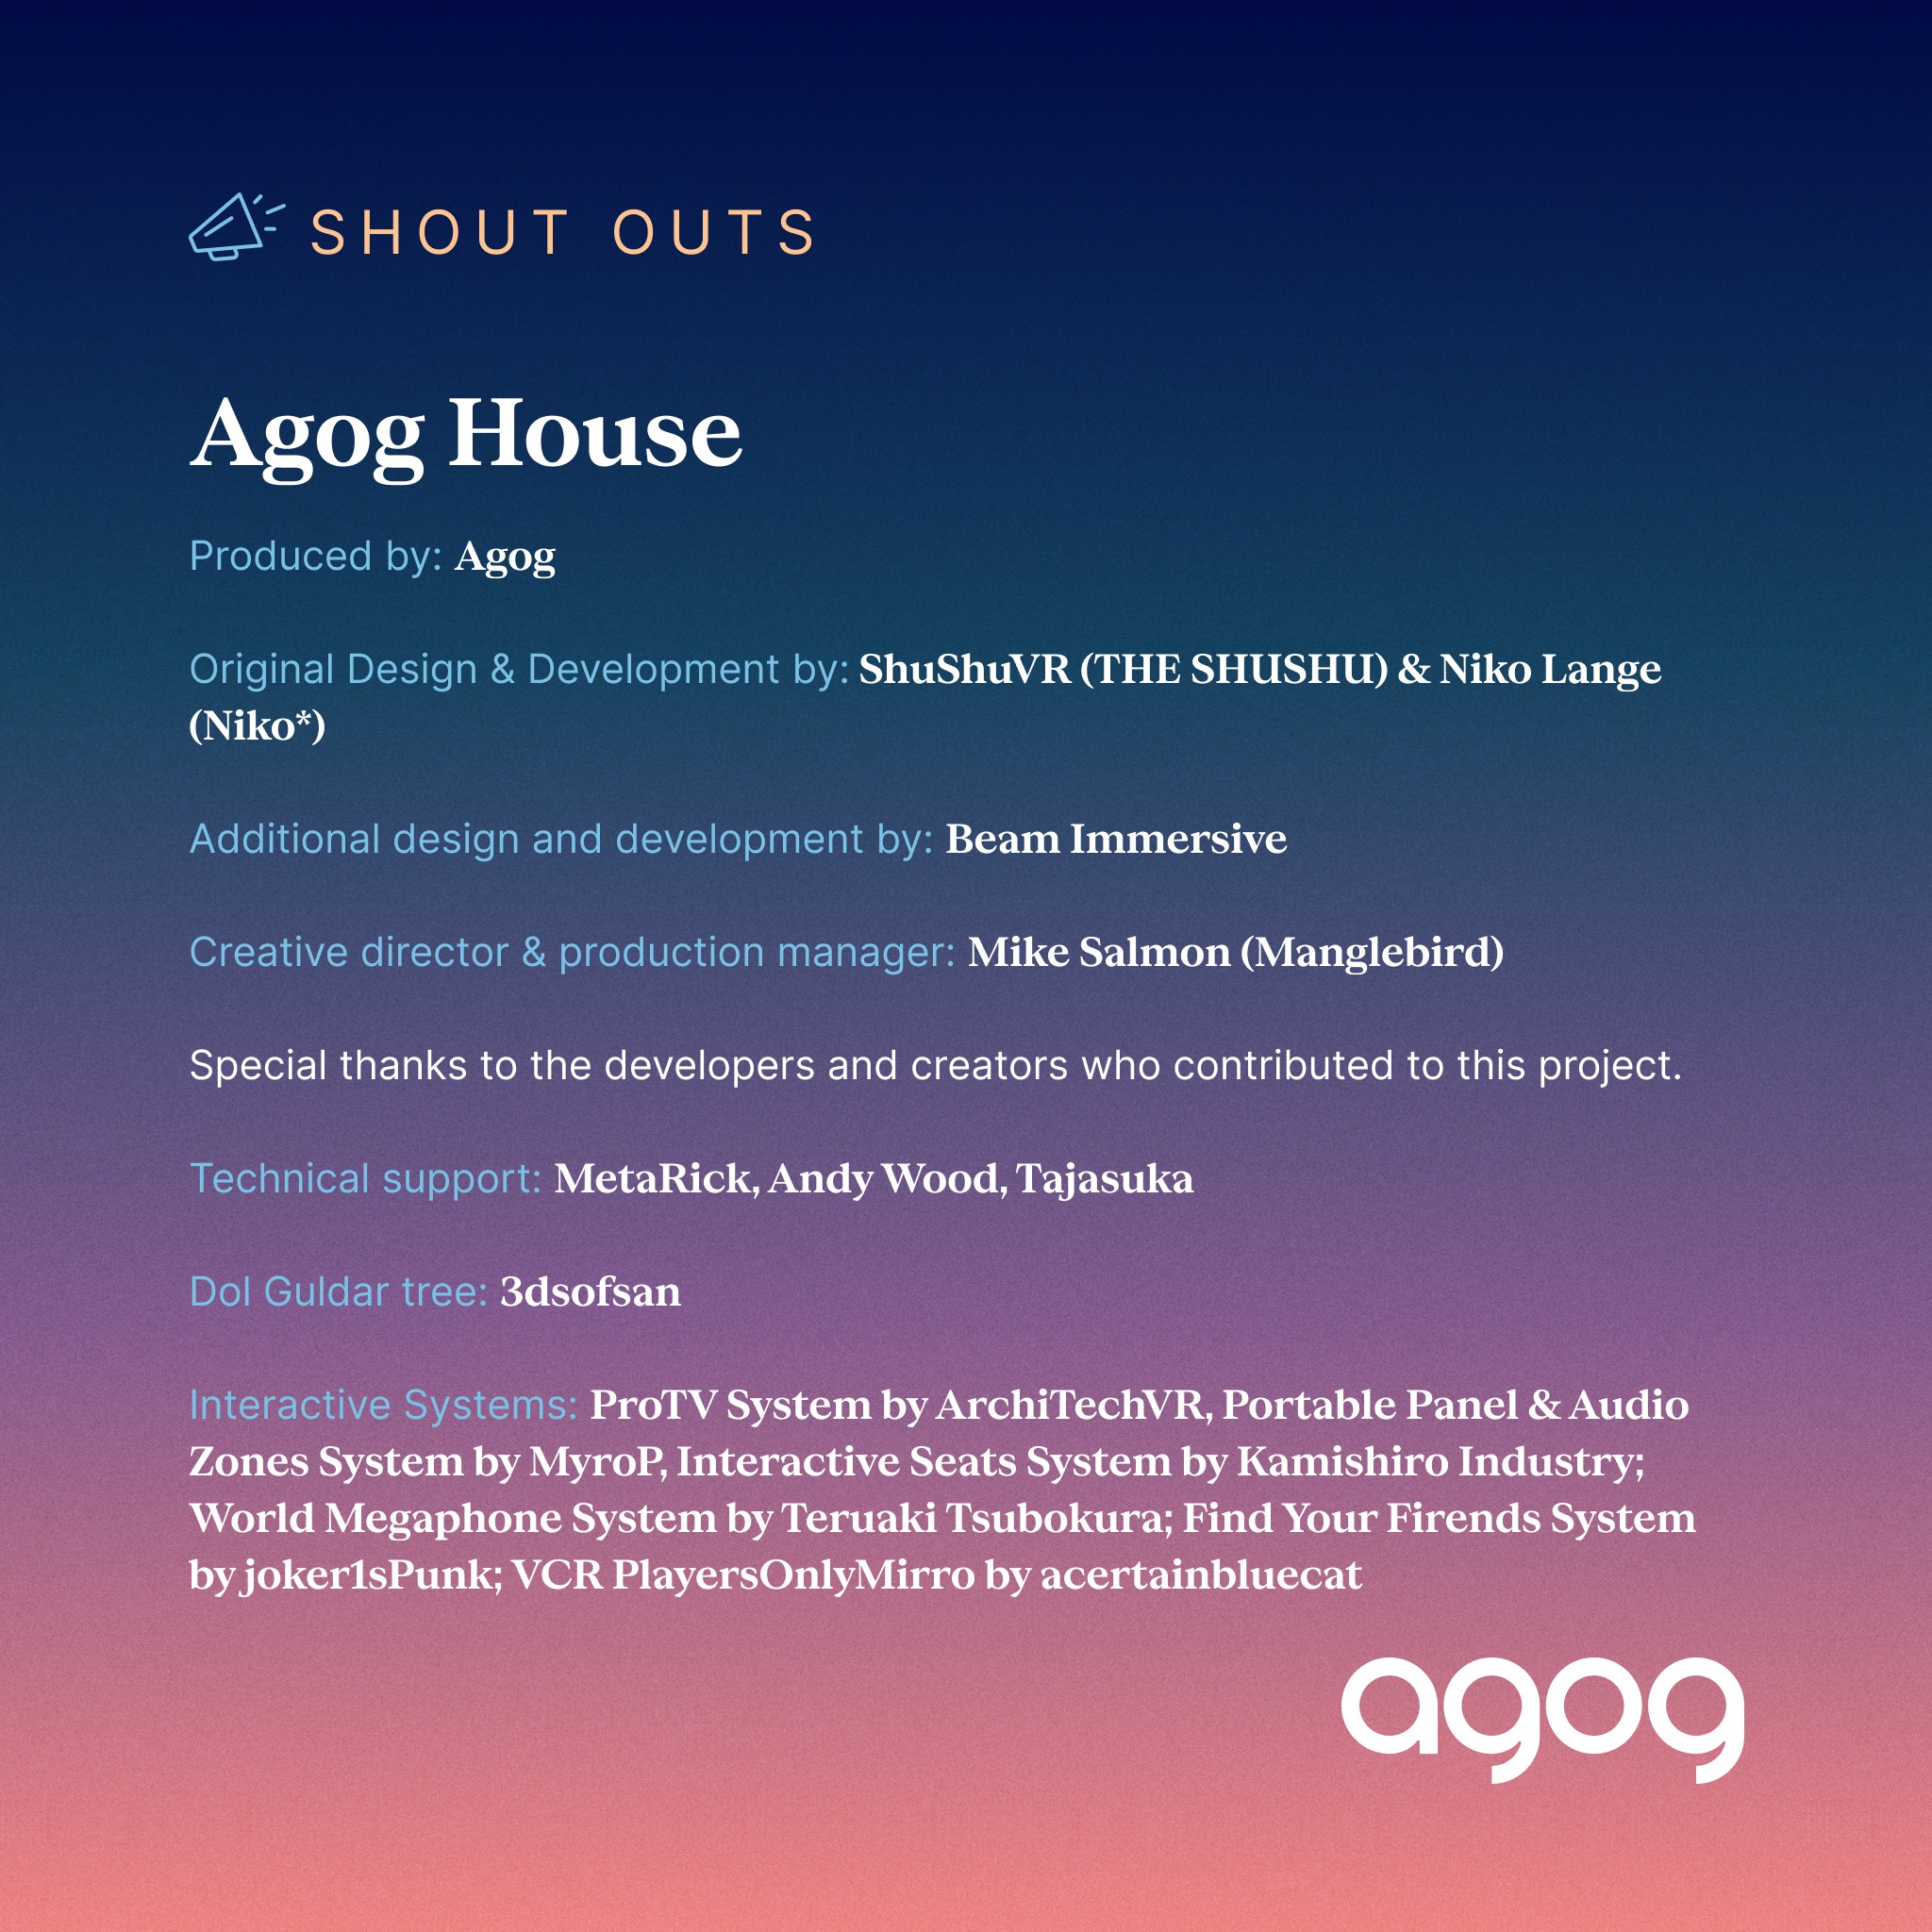 SHOUT OUTS
Agog House
Produced by: Agog
Original Design & Development by: ShuShuVR (THE SHUSHU) & Niko Lange
(Niko*)
Additional design and development by: Beam Immersive
Creative director & production manager: Mike Salmon (Manglebird)
Special thanks to the developers and creators who contributed to this project.
Technical support: MetaRick, Andy Wood, Tajasuka
Dol Guldar tree: 3dsofsan
Interactive Systems: ProTV System by ArchiTechVR, Portable Panel & Audio
Zones System by MyroP, Interactive Seats System by Kamishiro Industry;
World Megaphone System by Teruaki Tsubokura; Find Your Firends System
by joker1sPunk; VCR PlayersOnlyMirro by acertainbluecat
agog